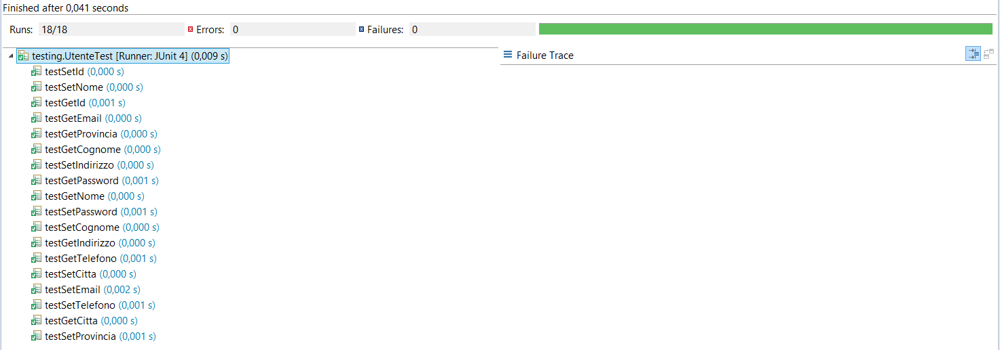 Finished after 0,041 seconds
Runs: 18/18 Errors: 0 Failures: 0
testing.UtenteTest [Runner: JUnit 4] (0,009 s)
Failure Trace
testSetId (0,000 s)
testSetNome (0,000 s)
testGetId (0,001 s)
testGetEmail (0,000 s)
testGetProvincia (0,000 s)
testGetCognome (0,000 s)
testSetIndirizzo (0,000 s)
testGetPassword (0,001 s)
testGetNome (0,000 s)
testSetPassword (0,001 s)
testSetCognome (0,000 s)
testGetIndirizzo (0,000 s)
testGetTelefono (0,001 s)
testSetCitta (0,000 s)
testSetEmail (0,002 s)
testSetTelefono (0,001 s)
testGetCitta (0,000 s)
testSetProvincia (0,001 s)